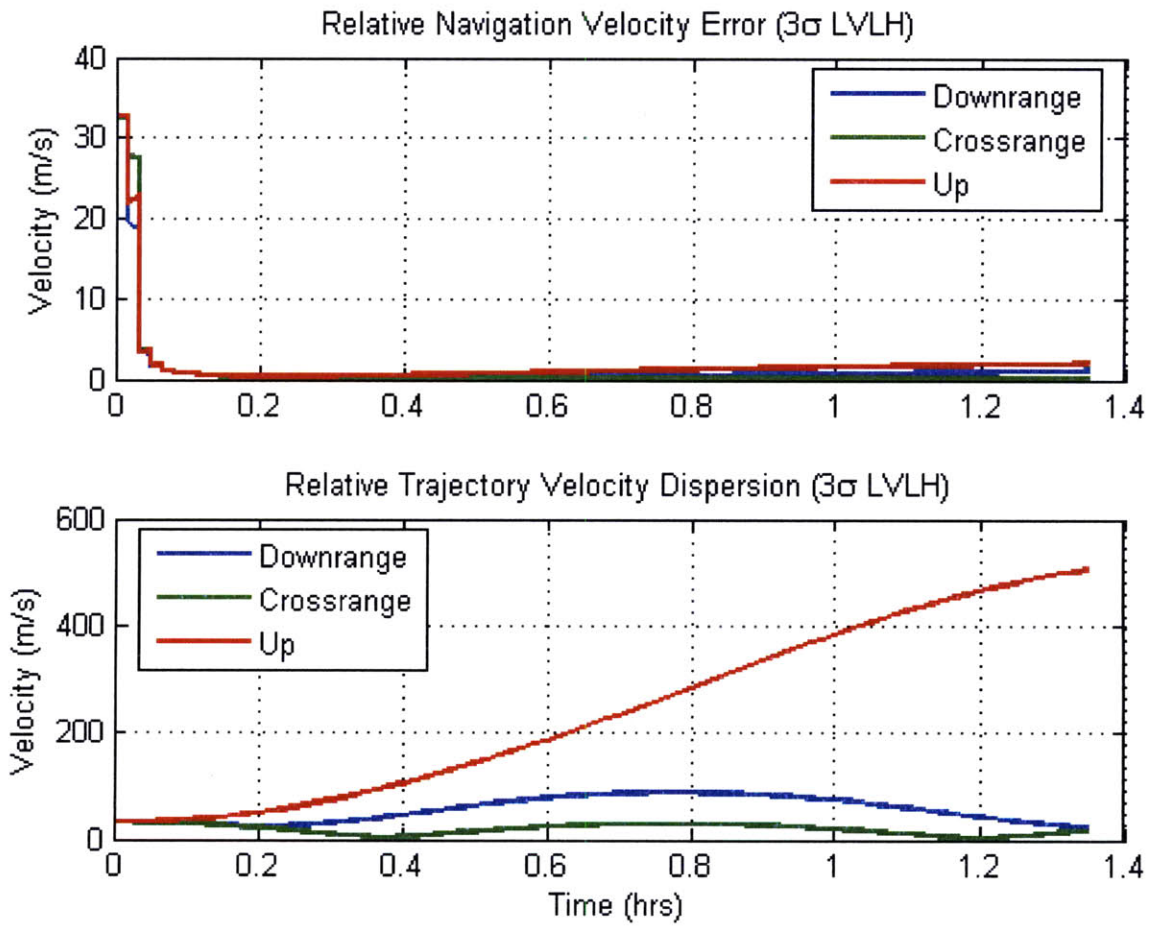 Relative Navigation Velocity Error (3σ LVLH)
40
30
20
10
0
Velocity (m/s)
Downrange
Crossrange
Up
0 0.2 0.4 0.6 0.8 1 1.2 1.4
Relative Trajectory Velocity Dispersion (3σ LVLH)
600
400
200
0
Velocity (m/s)
Downrange
Crossrange
Up
0 0.2 0.4 0.6 0.8 1 1.2 1.4
Time (hrs)